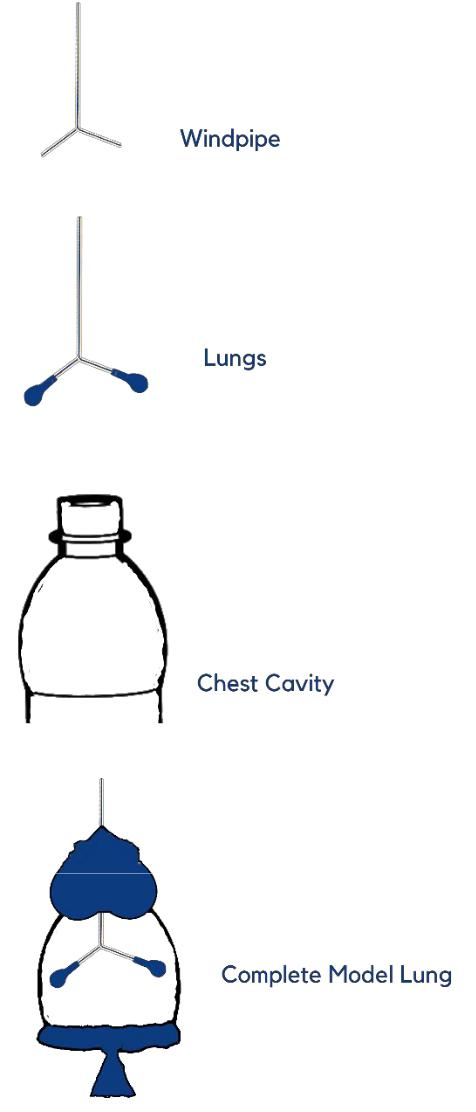 Windpipe
Lungs
Chest Cavity
Complete Model Lung